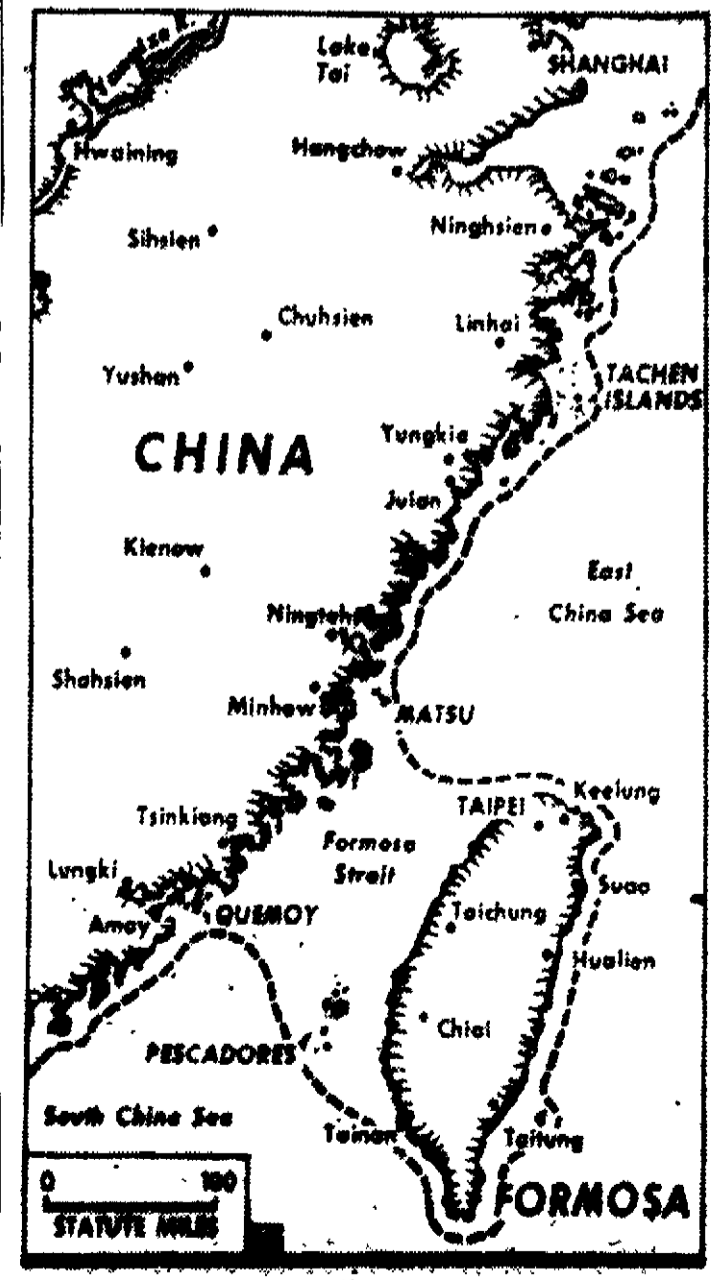 Yangtze R.
Lake
Tai
SHANGHAI
Hwaining
Hangchow
Sihsien
Ninghsien
Chuhsien
Linhai
Yushan
TACHEN
ISLANDS
CHINA
Yungkia
Juian
Kienow
East
China Sea
Ningteh
Shahsien
Minhow
MATSU
Keelung
TAIPEI
Tsinkiang
Formosa
Strait
Lungki
Suao
Amoy
QUEMOY
Taichung
Hualien
Chiai
PESCADORES
South China Sea
Tainan
Taitung
0 100
STATUTE MILES
FORMOSA